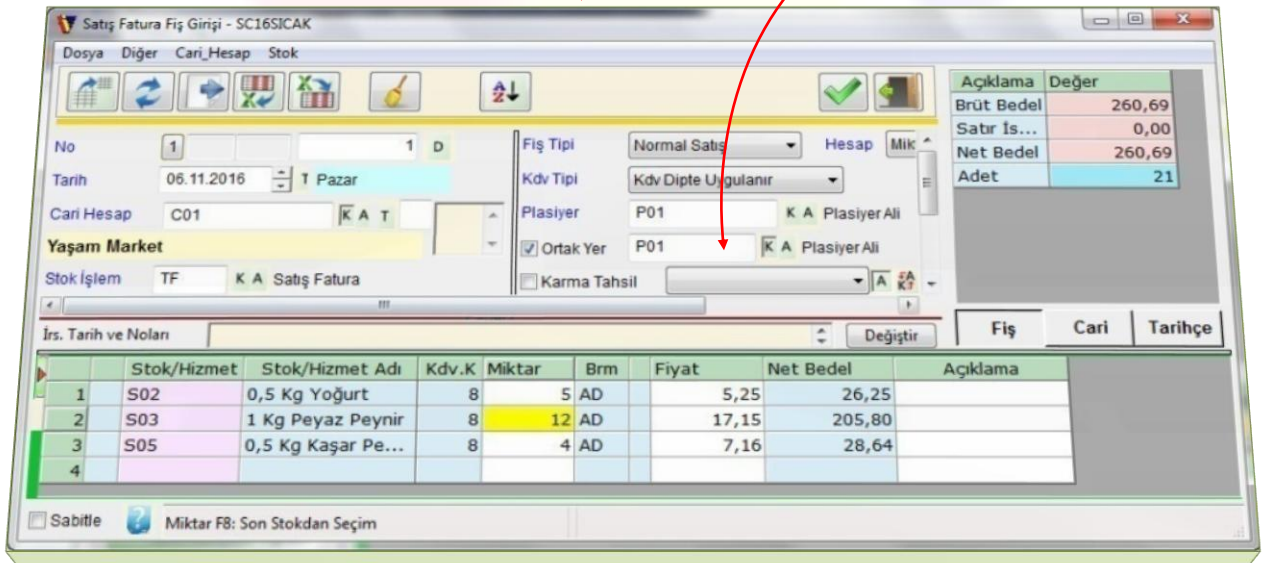 Satış Fatura Fiş Girişi - SC16SICAK
Dosya Diğer Cari_Hesap Stok
No 1 1 D
Tarih 06.11.2016 T Pazar
Cari Hesap C01 K A T
Yaşam Market
Stok İşlem TF K A Satış Fatura
Fiş Tipi Normal Satış Hesap Mik
Kdv Tipi Kdv Dipte Uygulanır
Plasiyer P01 K A Plasiyer Ali
Ortak Yer P01 K A Plasiyer Ali
Karma Tahsil A
Açıklama Değer
Brüt Bedel 260,69
Satır İs... 0,00
Net Bedel 260,69
Adet 21
İrs. Tarih ve Noları Değiştir
Fiş Cari Tarihçe
Stok/Hizmet Stok/Hizmet Adı Kdv.K Miktar Brm Fiyat Net Bedel Açıklama
1 S02 0,5 Kg Yoğurt 8 5 AD 5,25 26,25
2 S03 1 Kg Peyaz Peynir 8 12 AD 17,15 205,80
3 S05 0,5 Kg Kaşar Pe... 8 4 AD 7,16 28,64
4
Sabitle Miktar F8: Son Stokdan Seçim